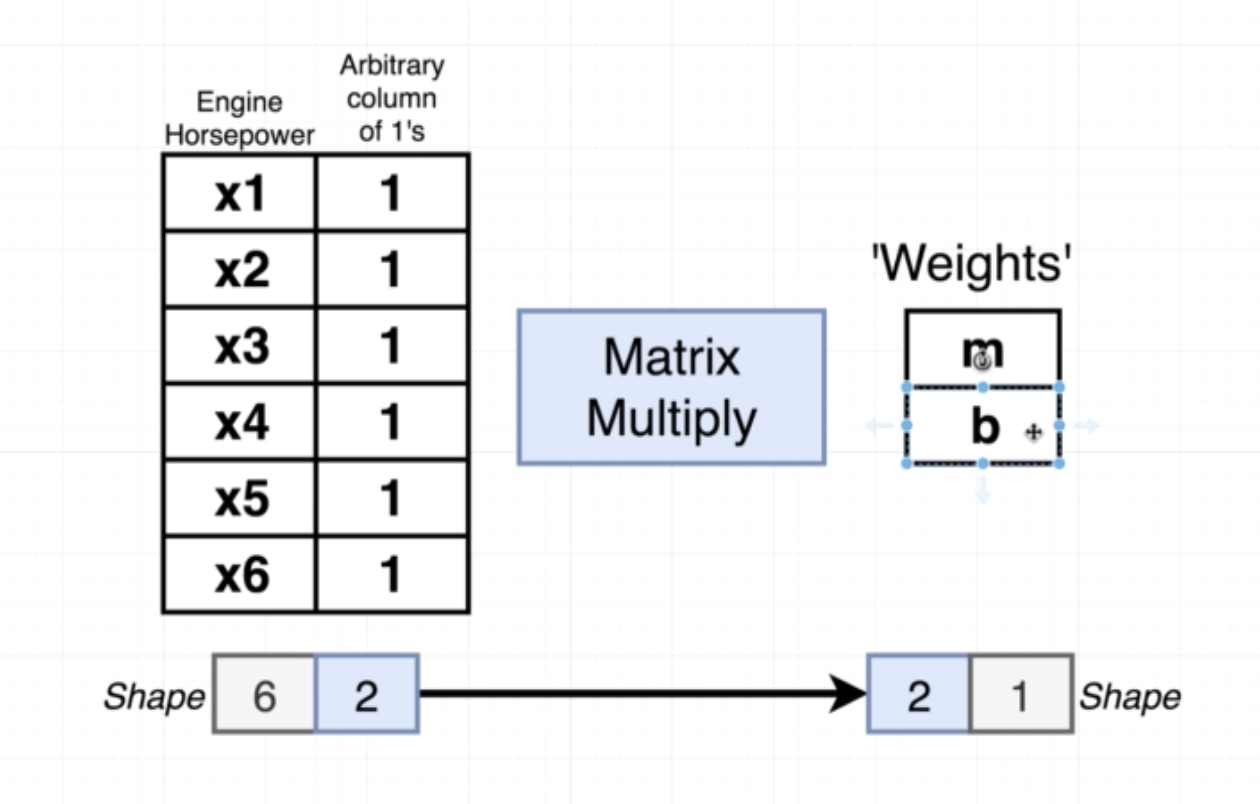 Engine
Horsepower
Arbitrary
column
of 1's
x1 1
x2 1
x3 1
x4 1
x5 1
x6 1
Matrix
Multiply
'Weights'
m
b
Shape 6 2
2 1 Shape